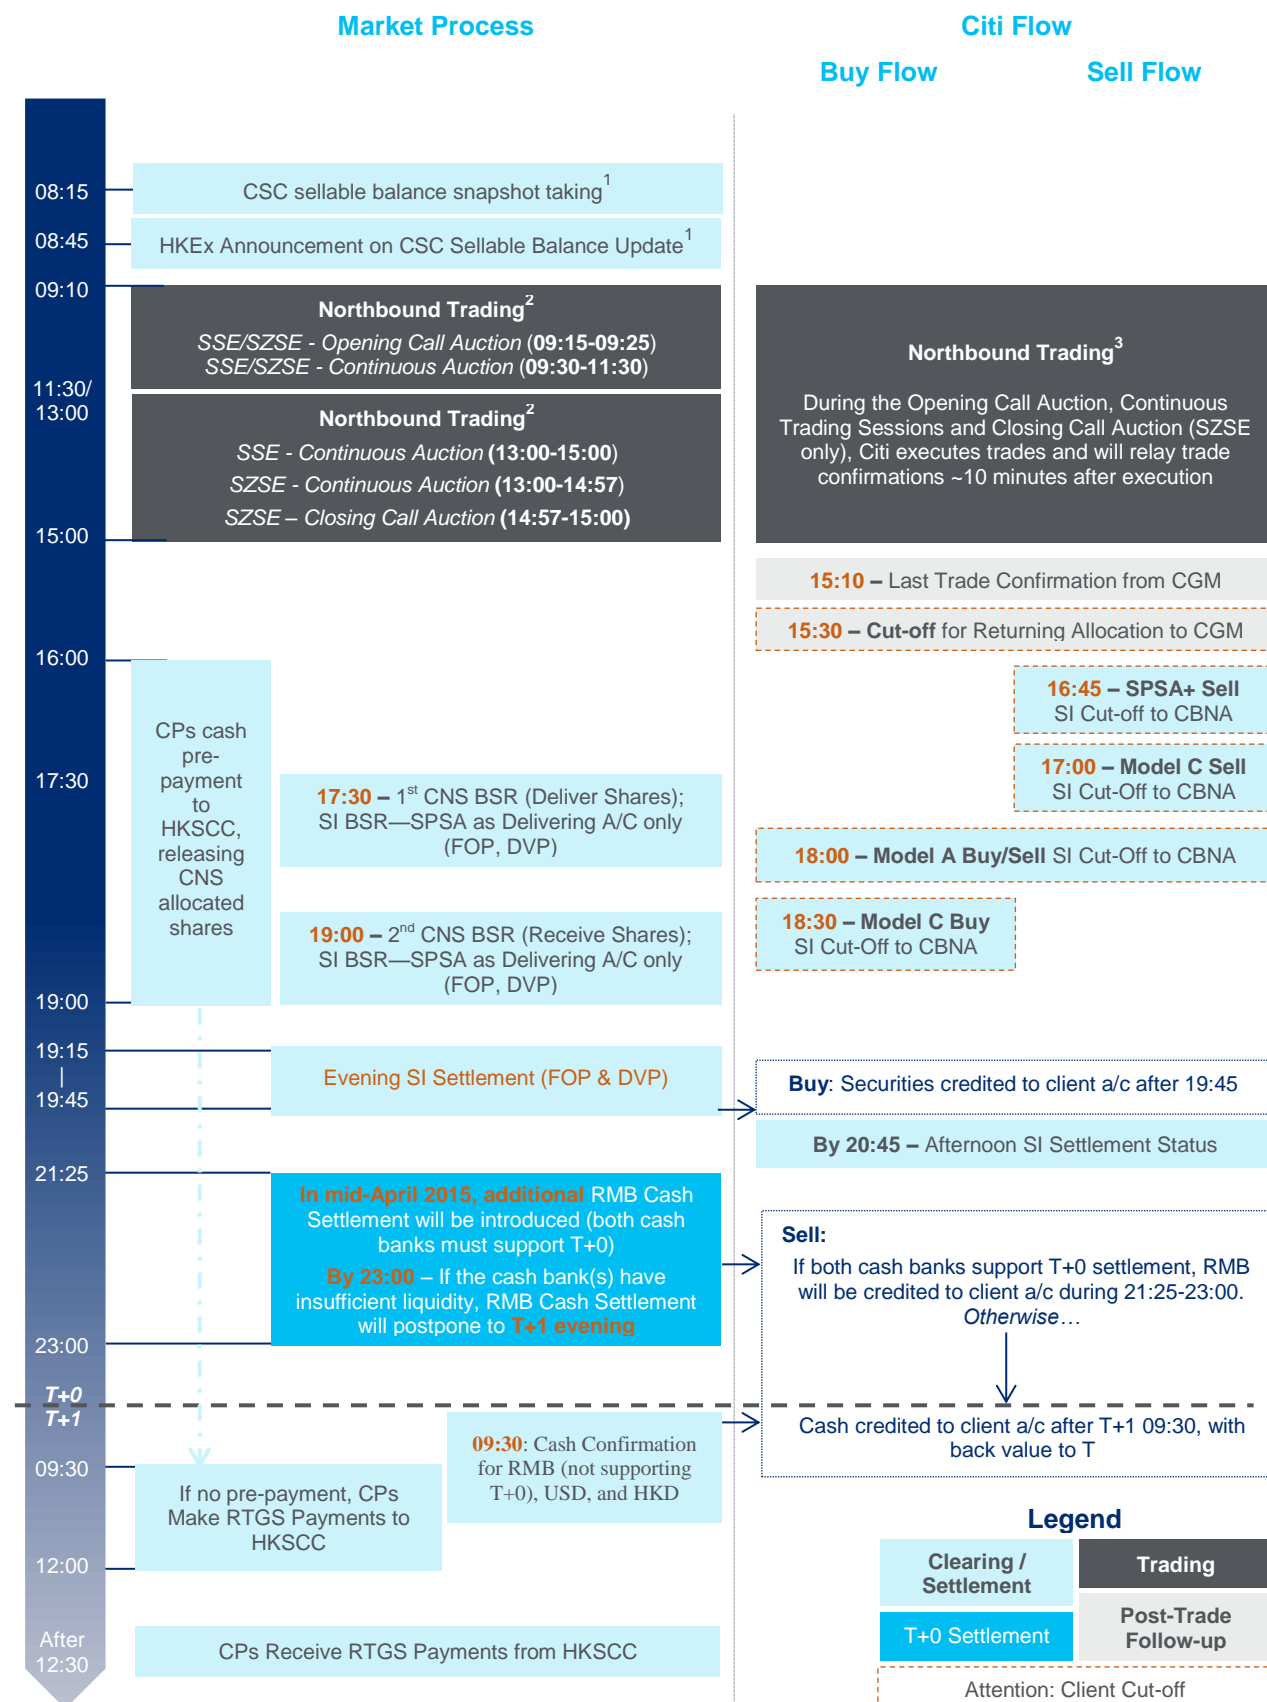 Market Process
Citi Flow
Buy Flow
Sell Flow
08:15
CSC sellable balance snapshot taking1
08:45
HKEx Announcement on CSC Sellable Balance Update1
09:10
Northbound Trading2
SSE/SZSE - Opening Call Auction (09:15-09:25)
SSE/SZSE - Continuous Auction (09:30-11:30)
11:30/
13:00
Northbound Trading2
SSE - Continuous Auction (13:00-15:00)
SZSE - Continuous Auction (13:00-14:57)
SZSE – Closing Call Auction (14:57-15:00)
15:00
Northbound Trading3
During the Opening Call Auction, Continuous
Trading Sessions and Closing Call Auction (SZSE
only), Citi executes trades and will relay trade
confirmations ~10 minutes after execution
15:10 – Last Trade Confirmation from CGM
15:30 – Cut-off for Returning Allocation to CGM
16:00
CPs cash
pre-
payment
to
HKSCC,
releasing
CNS
allocated
shares
16:45 – SPSA+ Sell
SI Cut-off to CBNA
17:00 – Model C Sell
SI Cut-Off to CBNA
17:30
17:30 – 1st CNS BSR (Deliver Shares);
SI BSR—SPSA as Delivering A/C only
(FOP, DVP)
18:00 – Model A Buy/Sell SI Cut-Off to CBNA
18:30 – Model C Buy
SI Cut-Off to CBNA
19:00 – 2nd CNS BSR (Receive Shares);
SI BSR—SPSA as Delivering A/C only
(FOP, DVP)
19:00
19:15
|
19:45
Evening SI Settlement (FOP & DVP)
Buy: Securities credited to client a/c after 19:45
By 20:45 – Afternoon SI Settlement Status
21:25
In mid-April 2015, additional RMB Cash
Settlement will be introduced (both cash
banks must support T+0)
By 23:00 – If the cash bank(s) have
insufficient liquidity, RMB Cash Settlement
will postpone to T+1 evening
23:00
Sell:
If both cash banks support T+0 settlement, RMB
will be credited to client a/c during 21:25-23:00.
Otherwise…
T+0
T+1
Cash credited to client a/c after T+1 09:30, with
back value to T
09:30: Cash Confirmation
for RMB (not supporting
T+0), USD, and HKD
09:30
If no pre-payment, CPs
Make RTGS Payments to
HKSCC
12:00
After
12:30
CPs Receive RTGS Payments from HKSCC
Legend
Clearing /
Settlement
Trading
T+0 Settlement
Post-Trade
Follow-up
Attention: Client Cut-off